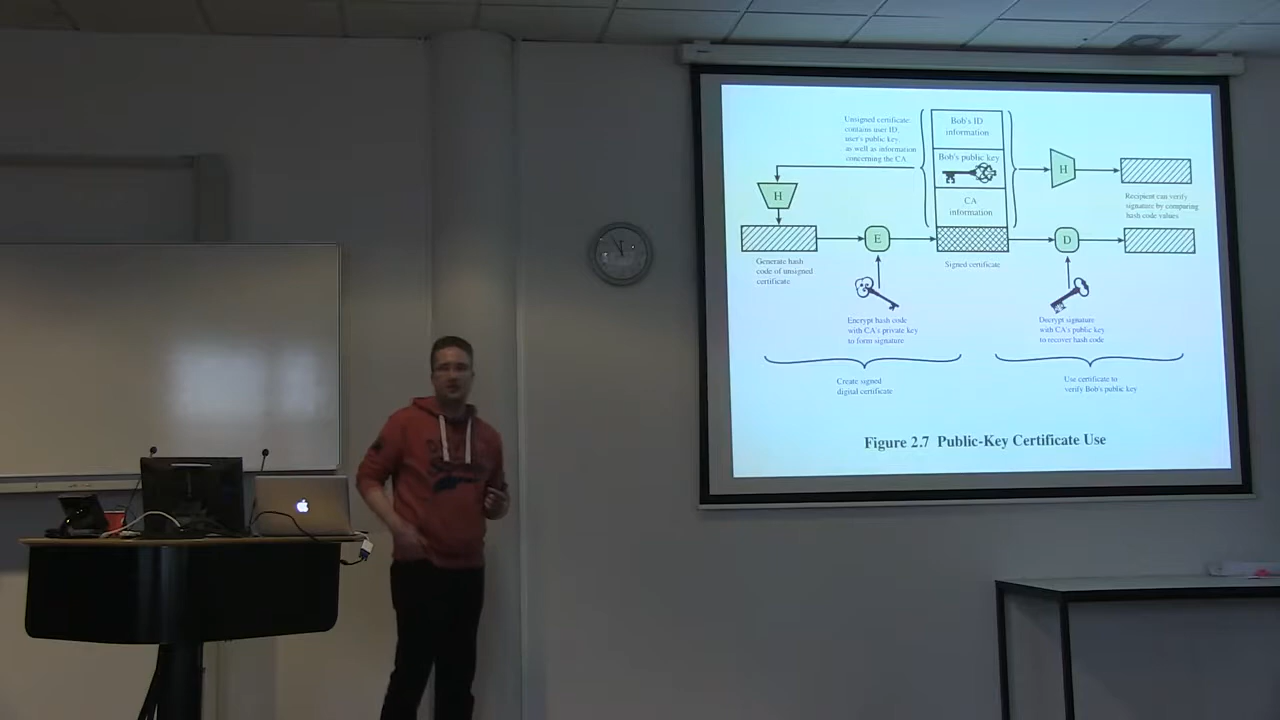 Unsigned certificate
contains user ID,
user's public key,
as well as information
concerning the CA
Bob's ID
information
Bob's public key
CA
information
H
H
Recipient can verify
signature by comparing
hash code values
E
D
Generate hash
code of unsigned
certificate
Signed certificate
Encrypt hash code
with CA's private key
to form signature
Decrypt signature
with CA's public key
to recover hash code
Create signed
digital certificate
Use certificate to
verify Bob's public key
Figure 2.7 Public-Key Certificate Use